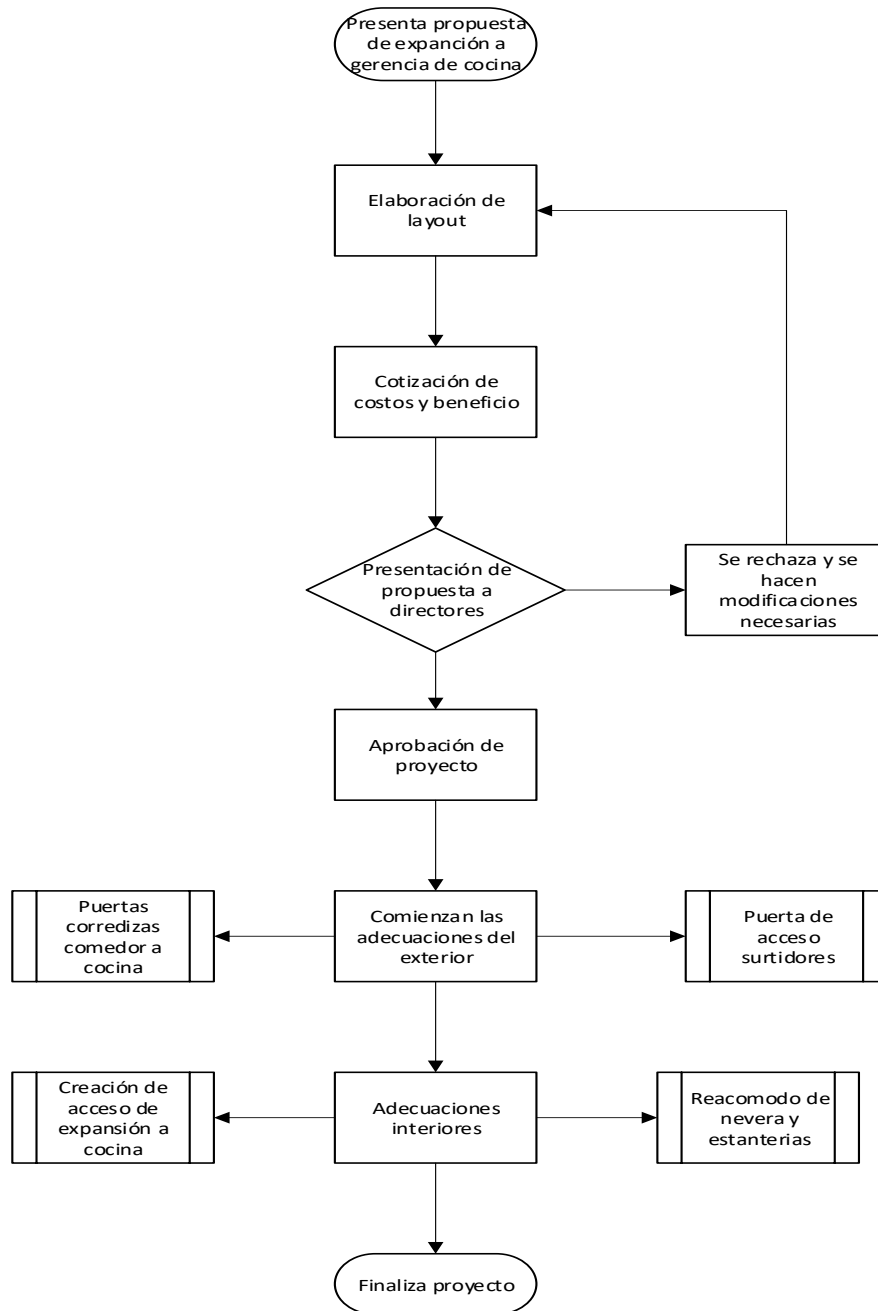 Presenta propuesta
de expanción a
gerencia de cocina
Elaboración de
layout
Cotización de
costos y beneficio
Presentación de
propuesta a
directores
Se rechaza y se
hacen
modificaciones
necesarias
Aprobación de
proyecto
Puertas
corredizas
comedor a
cocina
Comienzan las
adecuaciones del
exterior
Puerta de
acceso
surtidores
Creación de
acceso de
expansión a
cocina
Adecuaciones
interiores
Reacomodo de
nevera y
estanterias
Finaliza proyecto